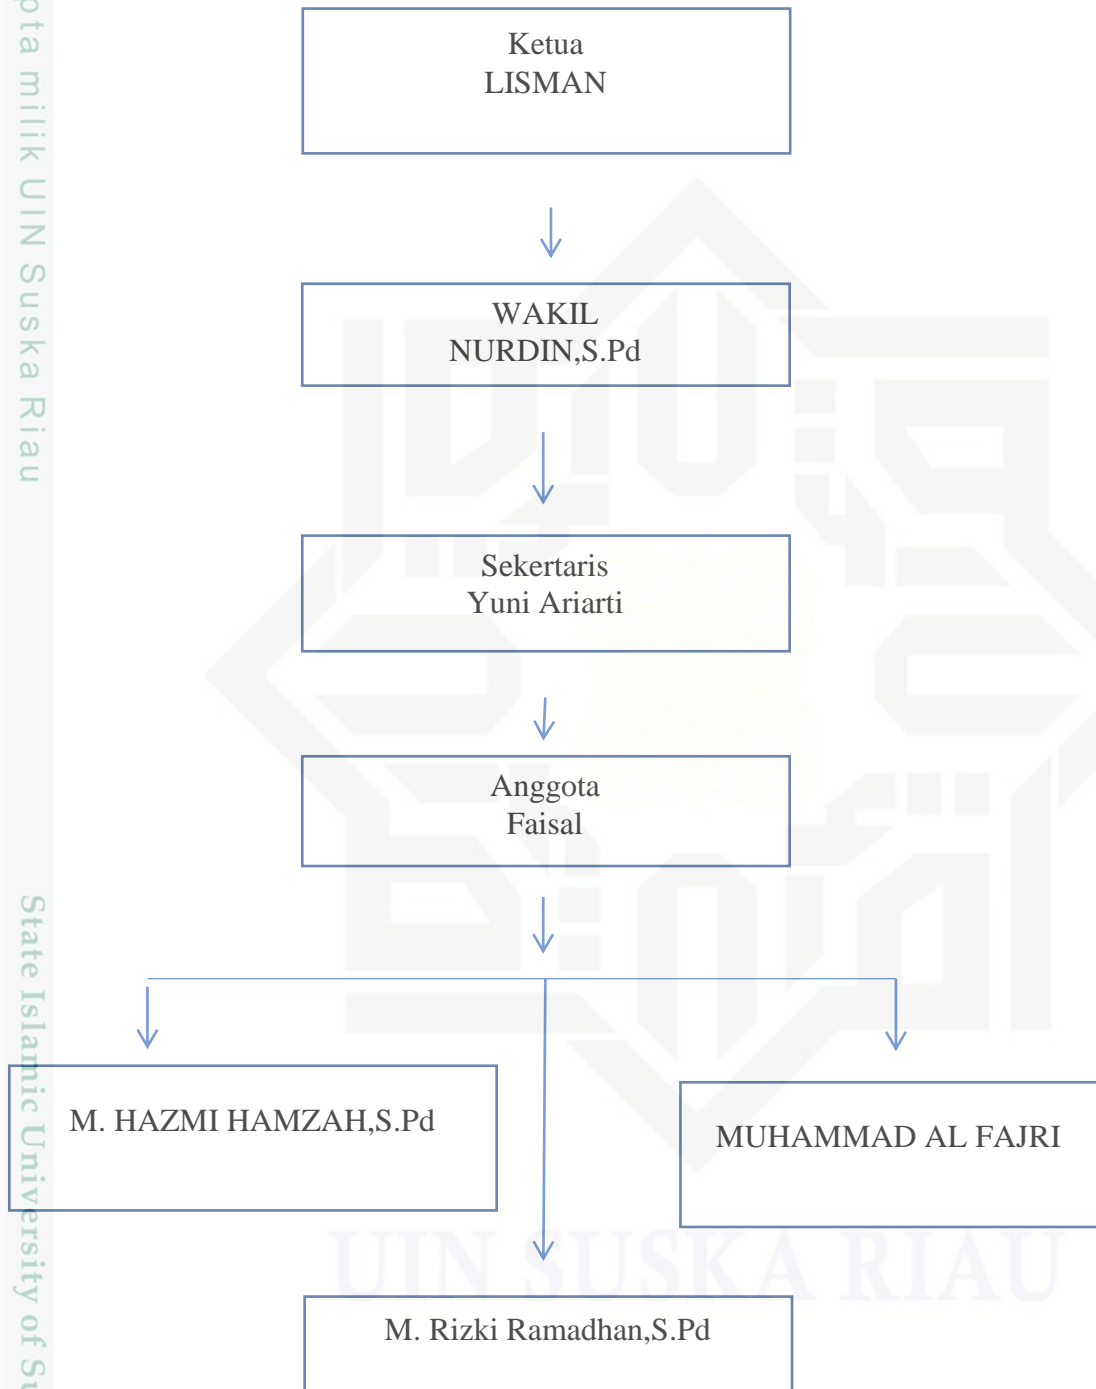 Ketua
LISMAN
WAKIL
NURDIN,S.Pd
Sekertaris
Yuni Ariarti
Anggota
Faisal
M. HAZMI HAMZAH,S.Pd
MUHAMMAD AL FAJRI
M. Rizki Ramadhan,S.Pd
milik UIN Suska Riau
State Islamic University of
UIN SUSKA RIAU